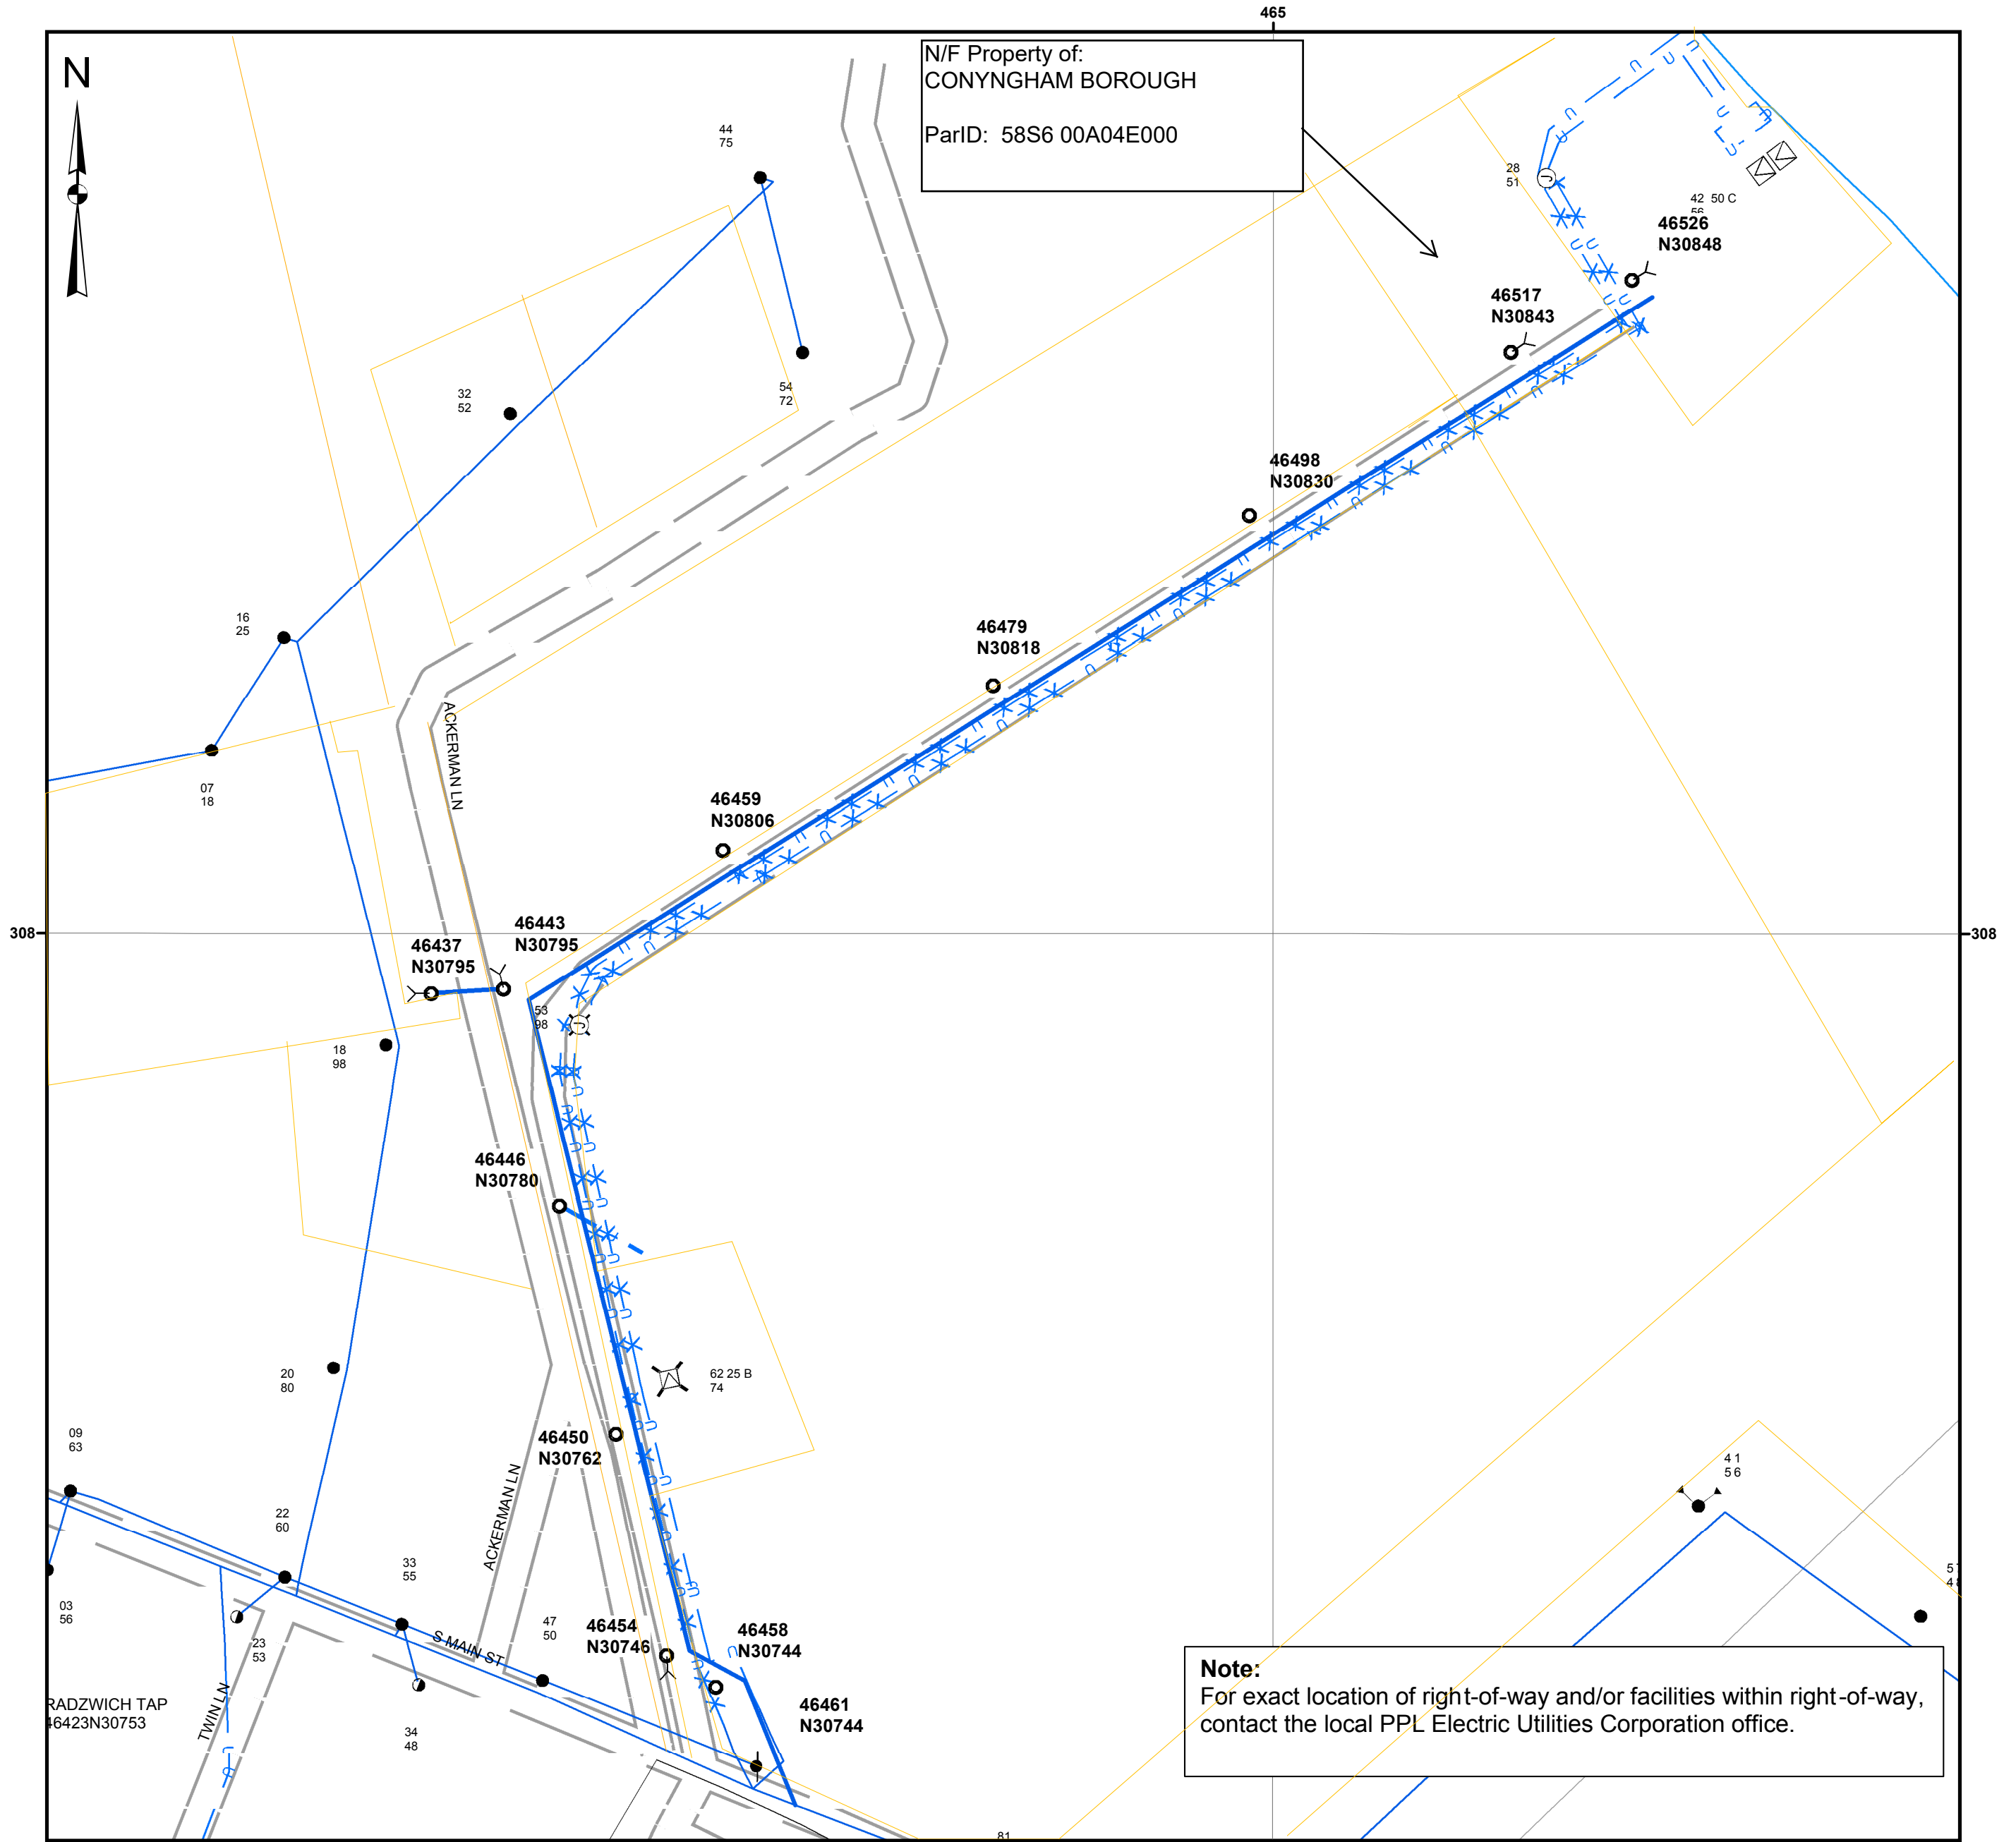 465
N
N/F Property of:
CONYNGHAM BOROUGH
ParID: 58S6 00A04E000
44
75
28
51
42 50 C
56
46526
N30848
46517
N30843
32
52
54
72
46498
N30830
16
25
46479
N30818
ACKERMAN LN
07
18
46459
N30806
308
308
46443
N30795
46437
N30795
53
98
18
98
46446
N30780
20
80
62 25 B
74
46450
N30762
09
63
ACKERMAN LN
41
56
22
60
33
55
03
56
23
53
47
50
S MAIN ST
46454
N30746
46458
N30744
RADZWICH TAP
46423N30753
TWIN LN
34
48
46461
N30744
Note:
For exact location of right-of-way and/or facilities within right-of-way,
contact the local PPL Electric Utilities Corporation office.